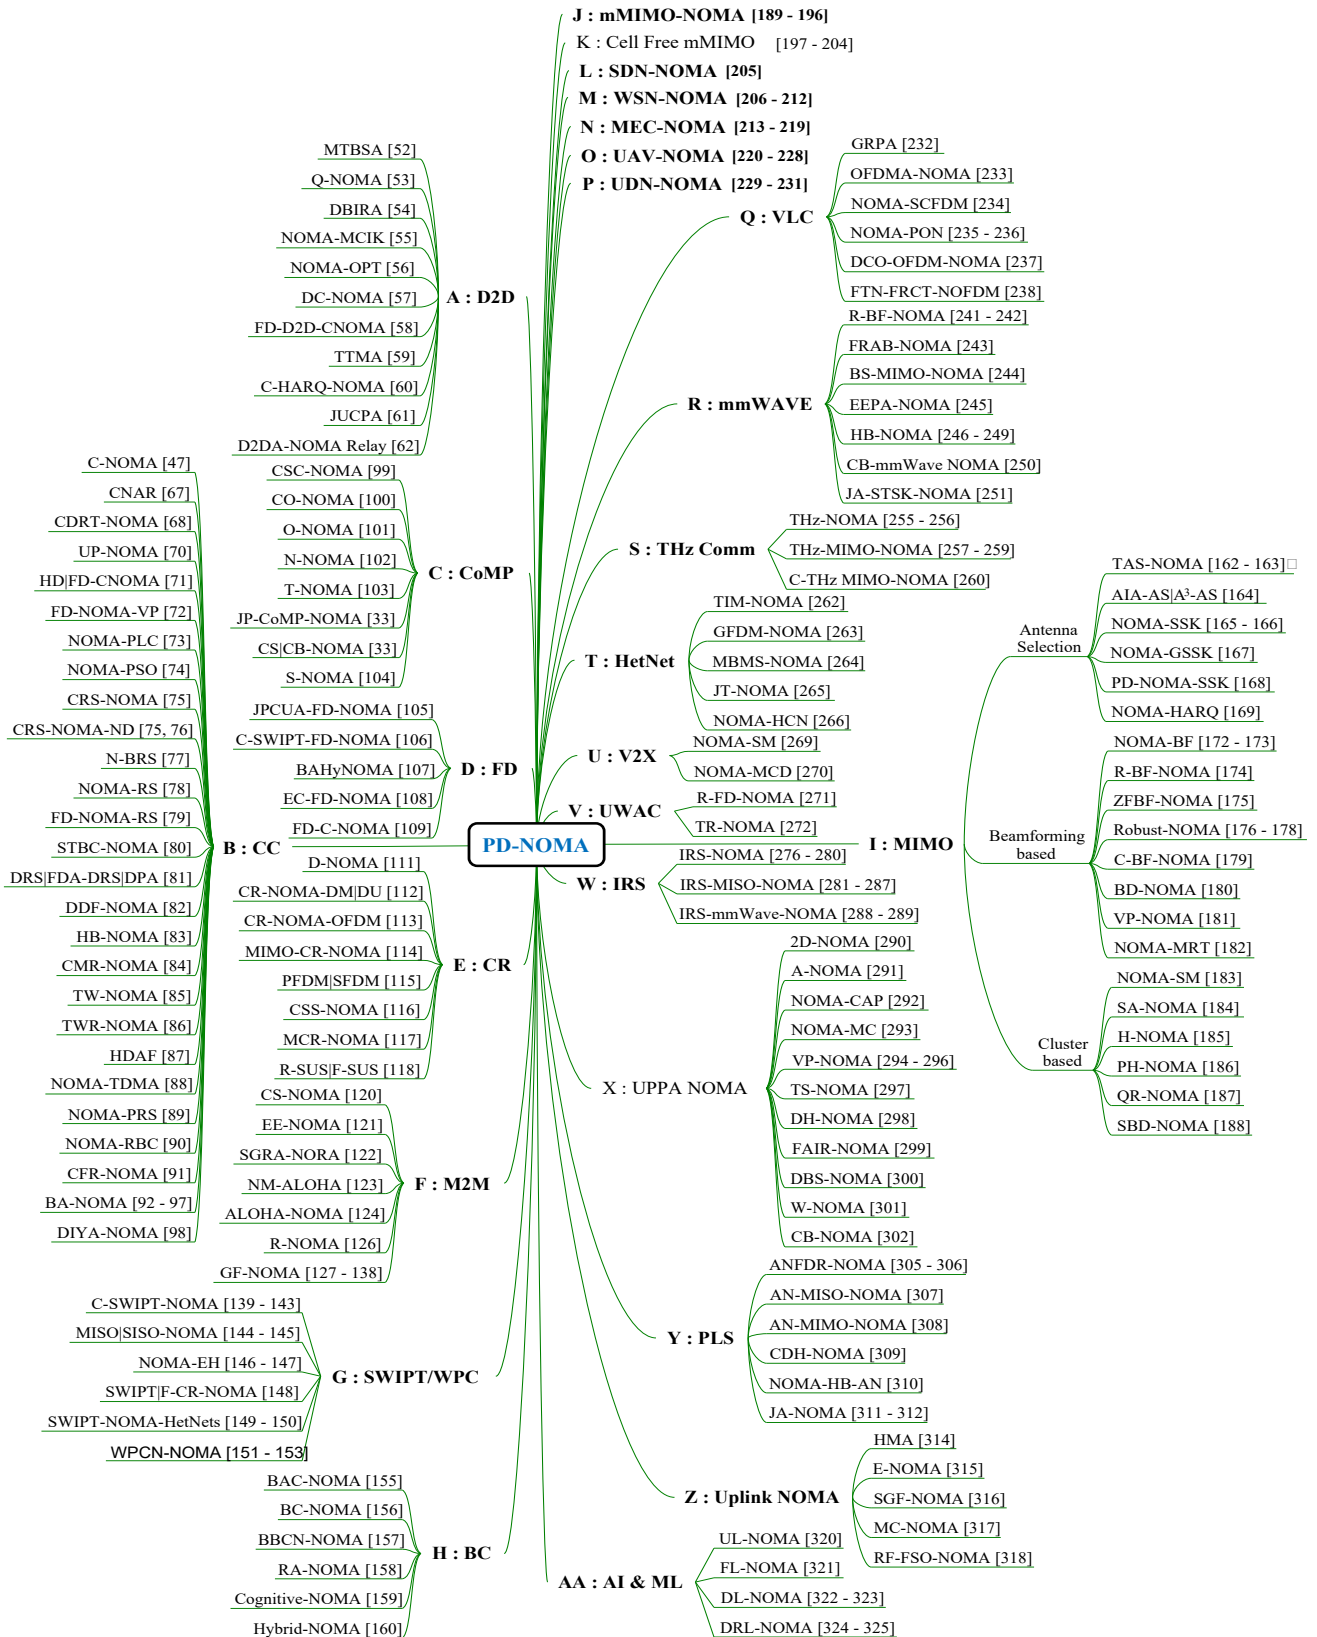 J : mMIMO-NOMA [189 - 196]
K : Cell Free mMIMO [197 - 204]
L : SDN-NOMA [205]
M : WSN-NOMA [206 - 212]
N : MEC-NOMA [213 - 219]
O : UAV-NOMA [220 - 228]
P : UDN-NOMA [229 - 231]
MTBSA [52]
Q-NOMA [53]
DBIRA [54]
NOMA-MCIK [55]
NOMA-OPT [56]
DC-NOMA [57]
FD-D2D-CNOMA [58]
TTMA [59]
C-HARQ-NOMA [60]
JUCPA [61]
D2DA-NOMA Relay [62]
A : D2D
C-NOMA [47]
CNAR [67]
CDRT-NOMA [68]
UP-NOMA [70]
HD|FD-CNOMA [71]
FD-NOMA-VP [72]
NOMA-PLC [73]
NOMA-PSO [74]
CRS-NOMA [75]
CRS-NOMA-ND [75, 76]
N-BRS [77]
NOMA-RS [78]
FD-NOMA-RS [79]
STBC-NOMA [80]
DRS|FDA-DRS|DPA [81]
DDF-NOMA [82]
HB-NOMA [83]
CMR-NOMA [84]
TW-NOMA [85]
TWR-NOMA [86]
HDAF [87]
NOMA-TDMA [88]
NOMA-PRS [89]
NOMA-RBC [90]
CFR-NOMA [91]
BA-NOMA [92 - 97]
DIYA-NOMA [98]
B : CC
CSC-NOMA [99]
CO-NOMA [100]
O-NOMA [101]
N-NOMA [102]
T-NOMA [103]
JP-CoMP-NOMA [33]
CS|CB-NOMA [33]
S-NOMA [104]
C : CoMP
JPCUA-FD-NOMA [105]
C-SWIPT-FD-NOMA [106]
BAHyNOMA [107]
EC-FD-NOMA [108]
FD-C-NOMA [109]
D : FD
PD-NOMA
D-NOMA [111]
CR-NOMA-DM|DU [112]
CR-NOMA-OFDM [113]
MIMO-CR-NOMA [114]
PFDM|SFDM [115]
CSS-NOMA [116]
MCR-NOMA [117]
R-SUS|F-SUS [118]
E : CR
CS-NOMA [120]
EE-NOMA [121]
SGRA-NORA [122]
NM-ALOHA [123]
ALOHA-NOMA [124]
R-NOMA [126]
GF-NOMA [127 - 138]
F : M2M
C-SWIPT-NOMA [139 - 143]
MISO|SISO-NOMA [144 - 145]
NOMA-EH [146 - 147]
SWIPT|F-CR-NOMA [148]
SWIPT-NOMA-HetNets [149 - 150]
WPCN-NOMA [151 - 153]
G : SWIPT/WPC
BAC-NOMA [155]
BC-NOMA [156]
BBCN-NOMA [157]
RA-NOMA [158]
Cognitive-NOMA [159]
Hybrid-NOMA [160]
H : BC
Q : VLC
GRPA [232]
OFDMA-NOMA [233]
NOMA-SCFDM [234]
NOMA-PON [235 - 236]
DCO-OFDM-NOMA [237]
FTN-FRCT-NOFDM [238]
R : mmWAVE
R-BF-NOMA [241 - 242]
FRAB-NOMA [243]
BS-MIMO-NOMA [244]
EEPA-NOMA [245]
HB-NOMA [246 - 249]
CB-mmWave NOMA [250]
JA-STSK-NOMA [251]
S : THz Comm
THz-NOMA [255 - 256]
THz-MIMO-NOMA [257 - 259]
C-THz MIMO-NOMA [260]
T : HetNet
TIM-NOMA [262]
GFDM-NOMA [263]
MBMS-NOMA [264]
JT-NOMA [265]
NOMA-HCN [266]
U : V2X
NOMA-SM [269]
NOMA-MCD [270]
V : UWAC
R-FD-NOMA [271]
TR-NOMA [272]
I : MIMO
Antenna
Selection
TAS-NOMA [162 - 163]□
AIA-AS|A³-AS [164]
NOMA-SSK [165 - 166]
NOMA-GSSK [167]
PD-NOMA-SSK [168]
NOMA-HARQ [169]
Beamforming
based
NOMA-BF [172 - 173]
R-BF-NOMA [174]
ZFBF-NOMA [175]
Robust-NOMA [176 - 178]
C-BF-NOMA [179]
BD-NOMA [180]
VP-NOMA [181]
NOMA-MRT [182]
Cluster
based
NOMA-SM [183]
SA-NOMA [184]
H-NOMA [185]
PH-NOMA [186]
QR-NOMA [187]
SBD-NOMA [188]
W : IRS
IRS-NOMA [276 - 280]
IRS-MISO-NOMA [281 - 287]
IRS-mmWave-NOMA [288 - 289]
X : UPPA NOMA
2D-NOMA [290]
A-NOMA [291]
NOMA-CAP [292]
NOMA-MC [293]
VP-NOMA [294 - 296]
TS-NOMA [297]
DH-NOMA [298]
FAIR-NOMA [299]
DBS-NOMA [300]
W-NOMA [301]
CB-NOMA [302]
Y : PLS
ANFDR-NOMA [305 - 306]
AN-MISO-NOMA [307]
AN-MIMO-NOMA [308]
CDH-NOMA [309]
NOMA-HB-AN [310]
JA-NOMA [311 - 312]
Z : Uplink NOMA
HMA [314]
E-NOMA [315]
SGF-NOMA [316]
MC-NOMA [317]
RF-FSO-NOMA [318]
AA : AI & ML
UL-NOMA [320]
FL-NOMA [321]
DL-NOMA [322 - 323]
DRL-NOMA [324 - 325]